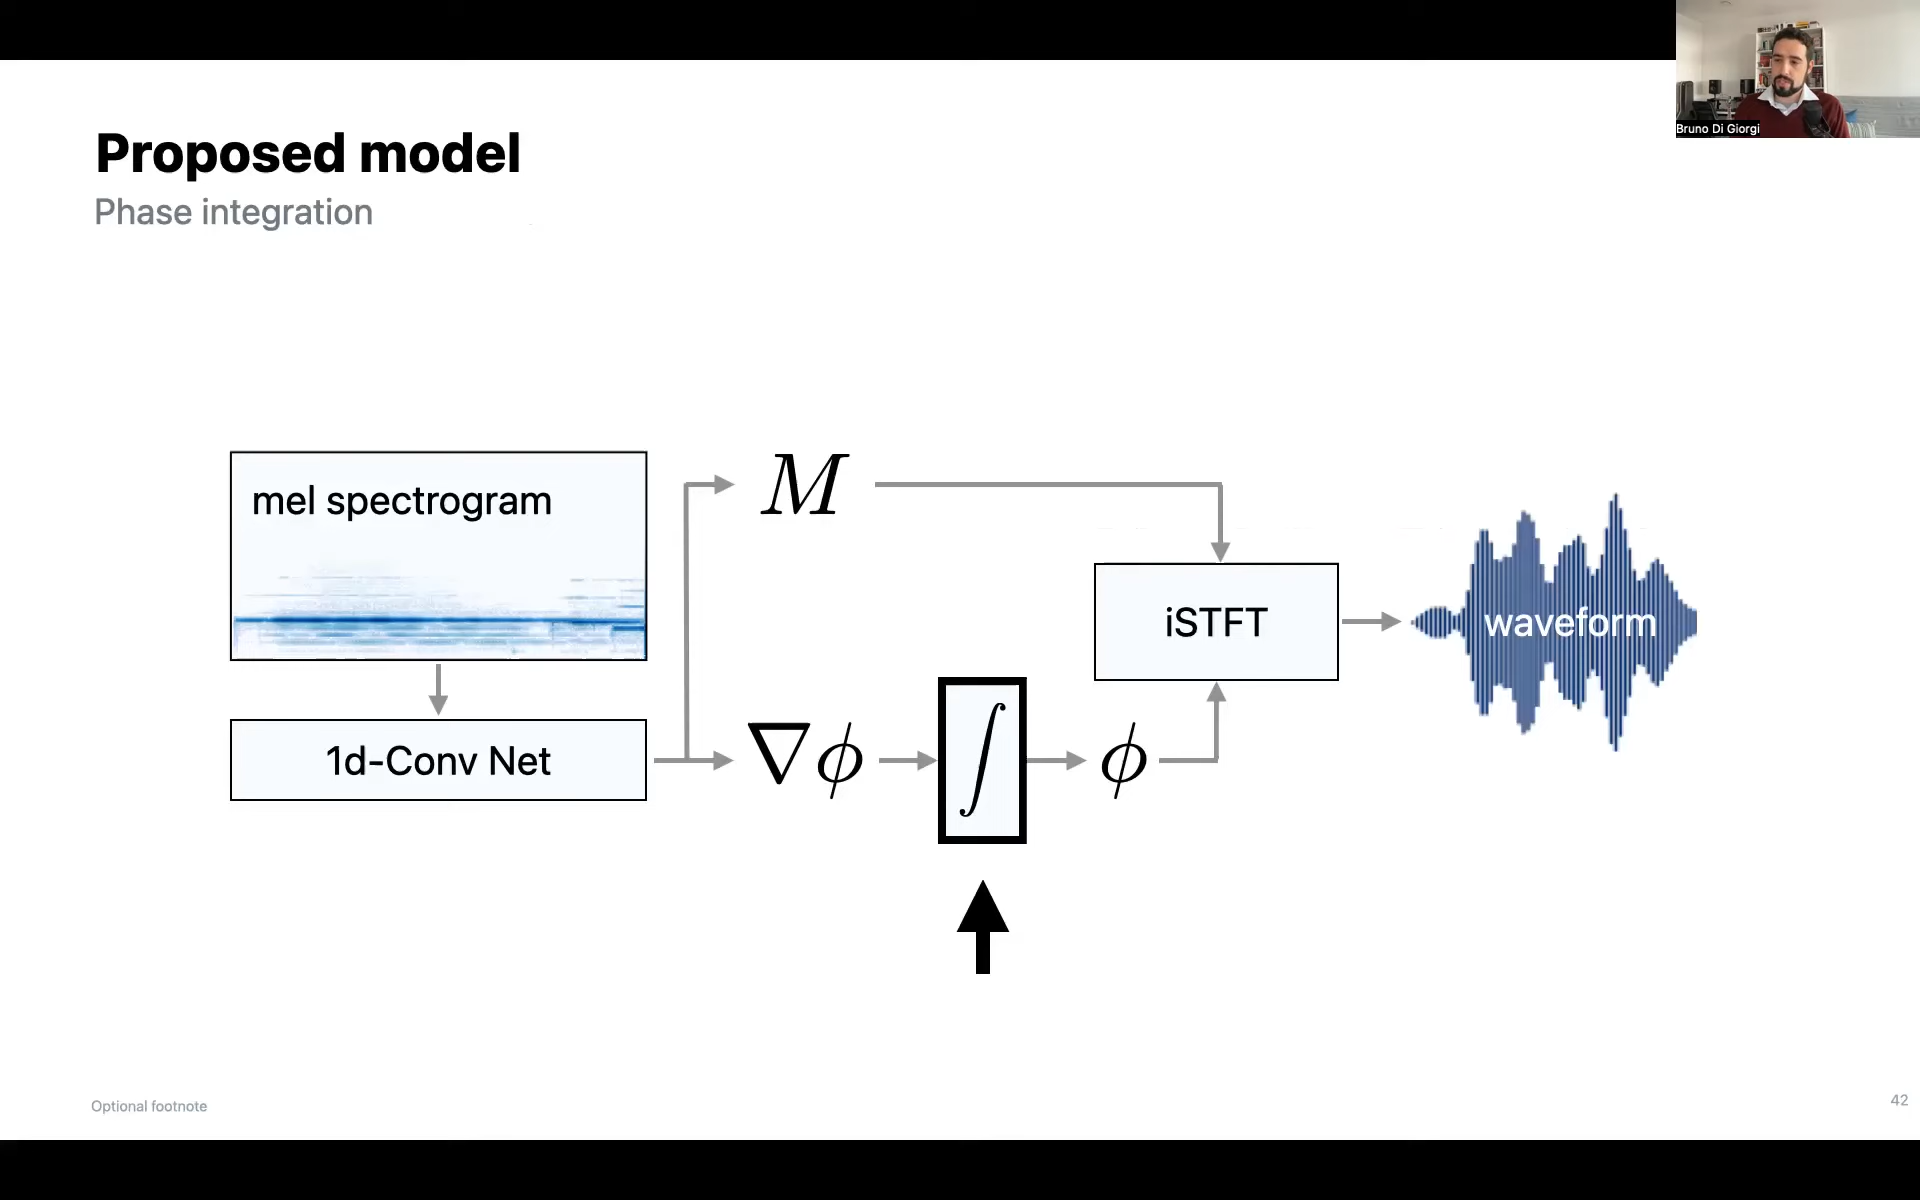 Bruno Di Giorgi
Proposed model
Phase integration
mel spectrogram
M
iSTFT
waveform
1d-Conv Net
∇ϕ
∫
ϕ
Optional footnote
42